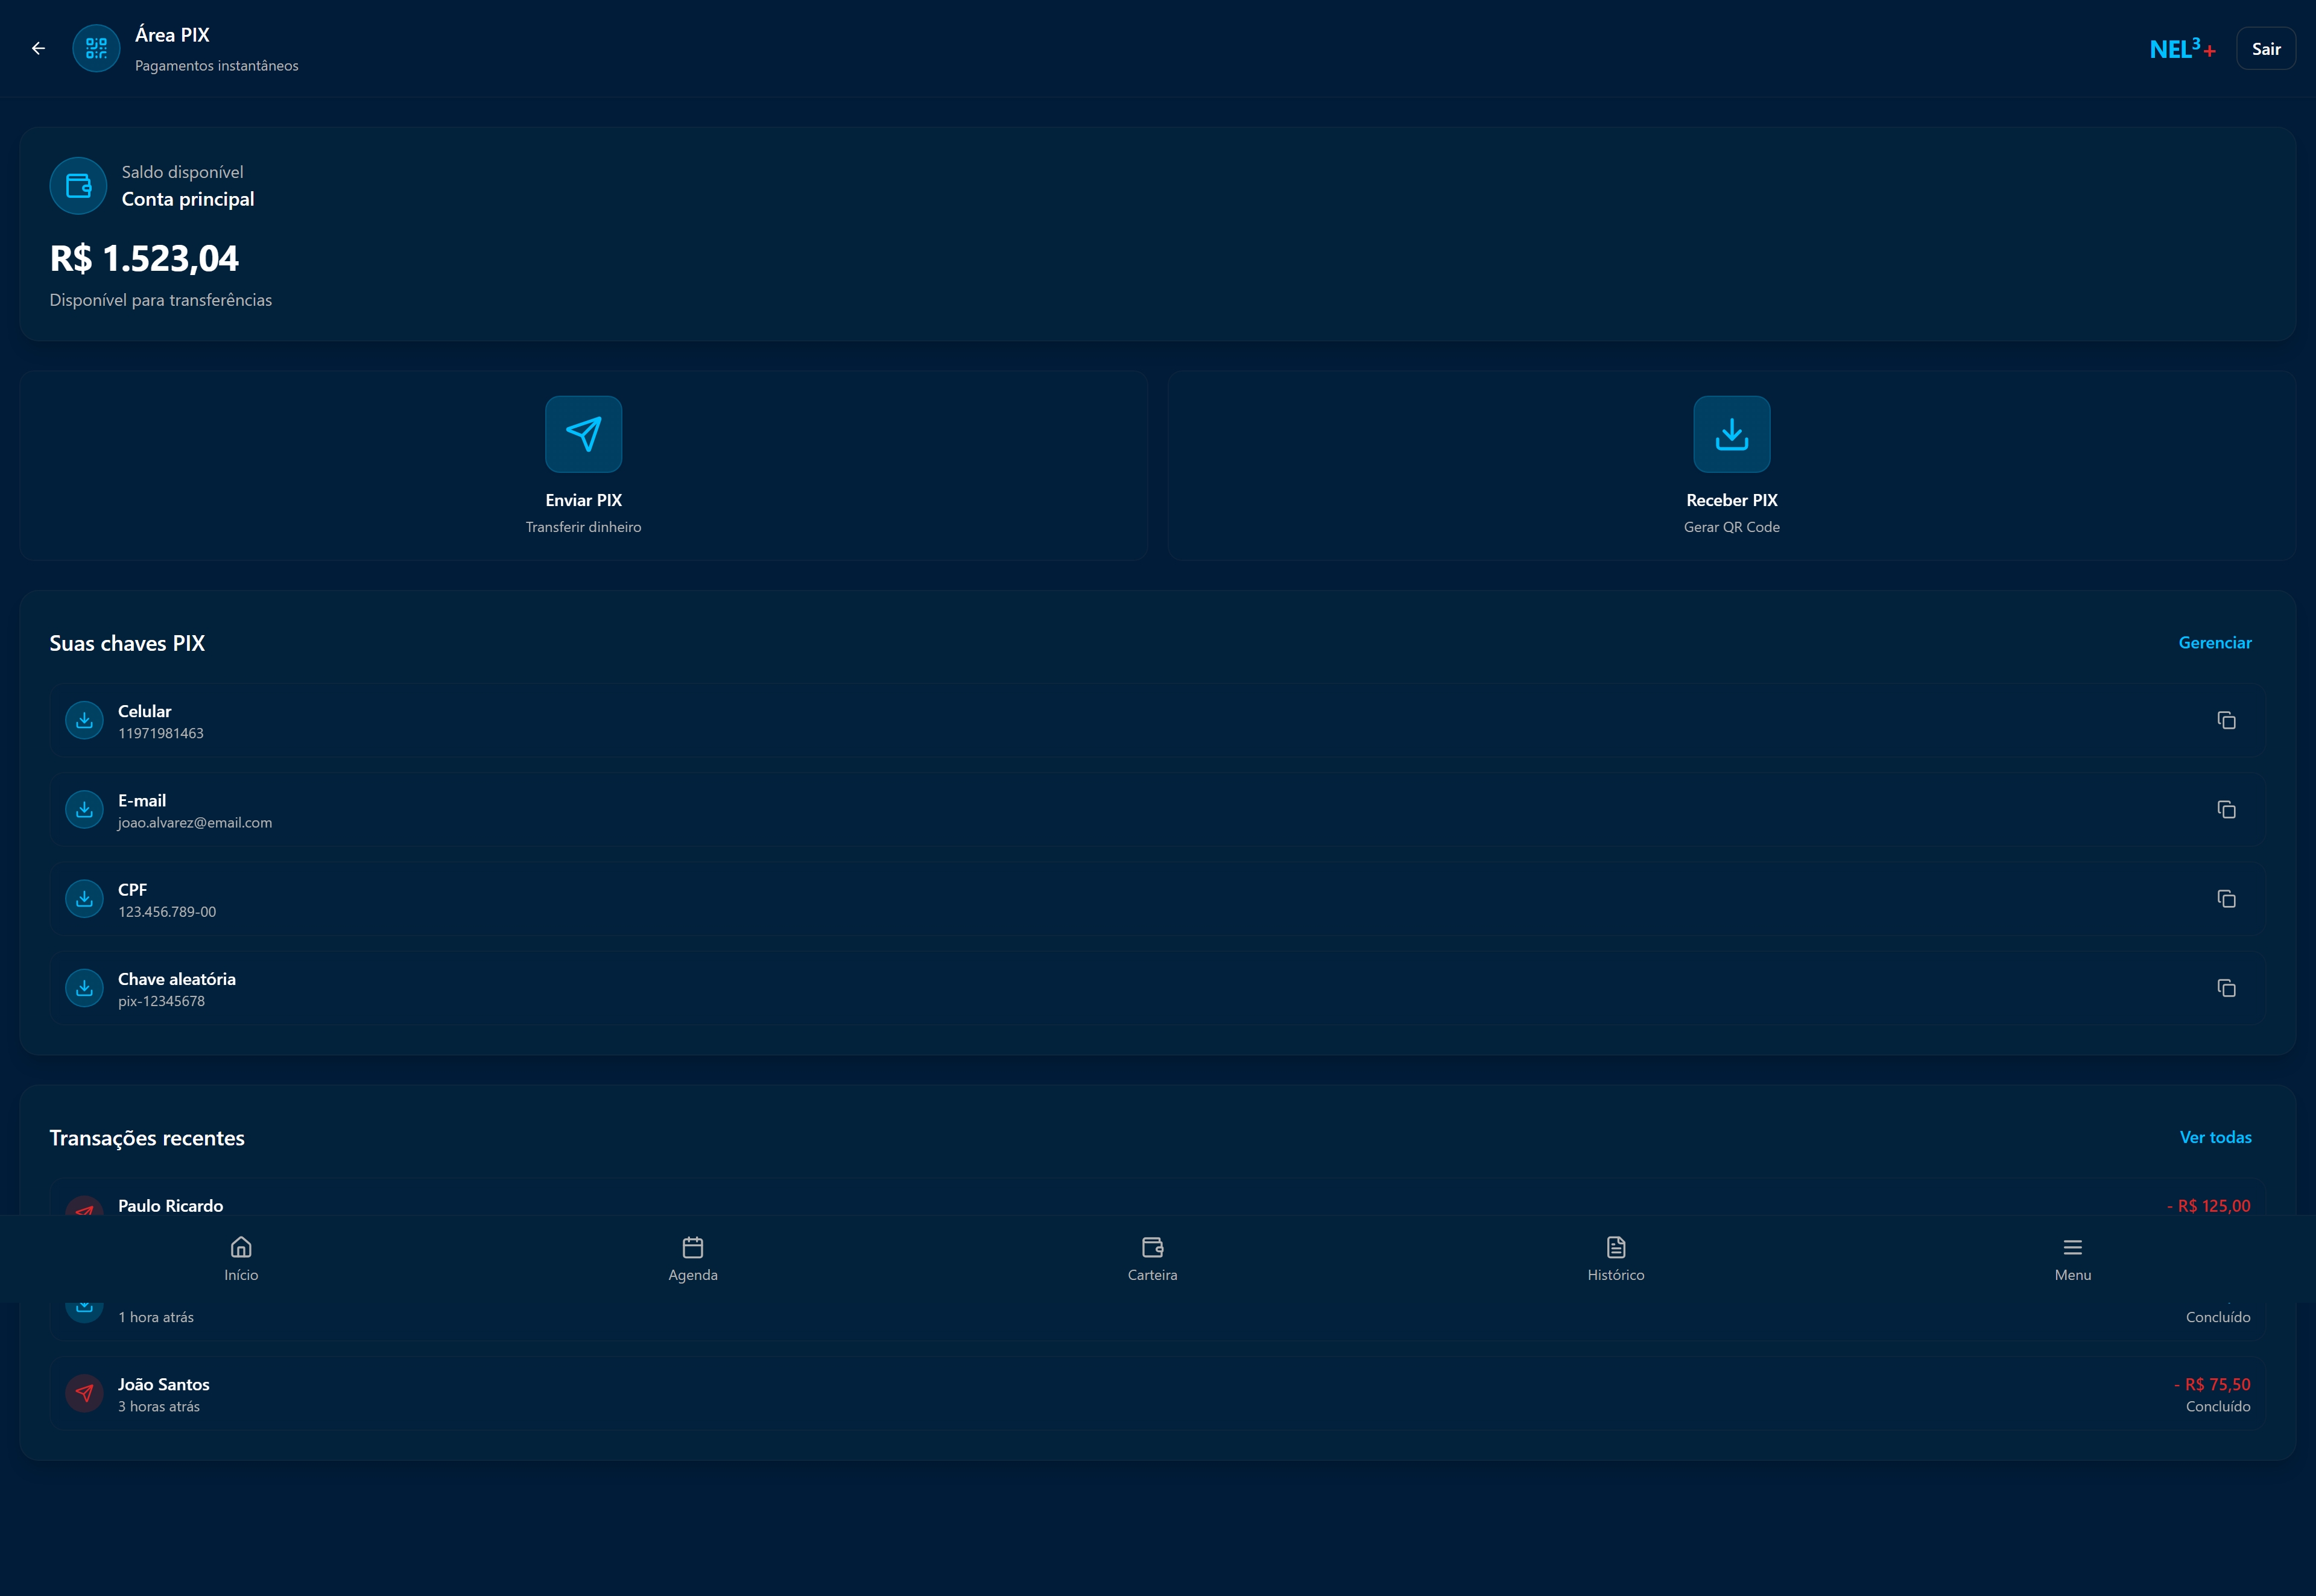 Área PIX
Pagamentos instantâneos
NEL³+
Sair
Saldo disponível
Conta principal
R$ 1.523,04
Disponível para transferências
Enviar PIX
Transferir dinheiro
Receber PIX
Gerar QR Code
Suas chaves PIX
Gerenciar
Celular
11971981463
E-mail
joao.alvarez@email.com
CPF
123.456.789-00
Chave aleatória
pix-12345678
Transações recentes
Ver todas
Paulo Ricardo
- R$ 125,00
Início
Agenda
Carteira
Histórico
Menu
1 hora atrás
Concluído
João Santos
- R$ 75,50
3 horas atrás
Concluído